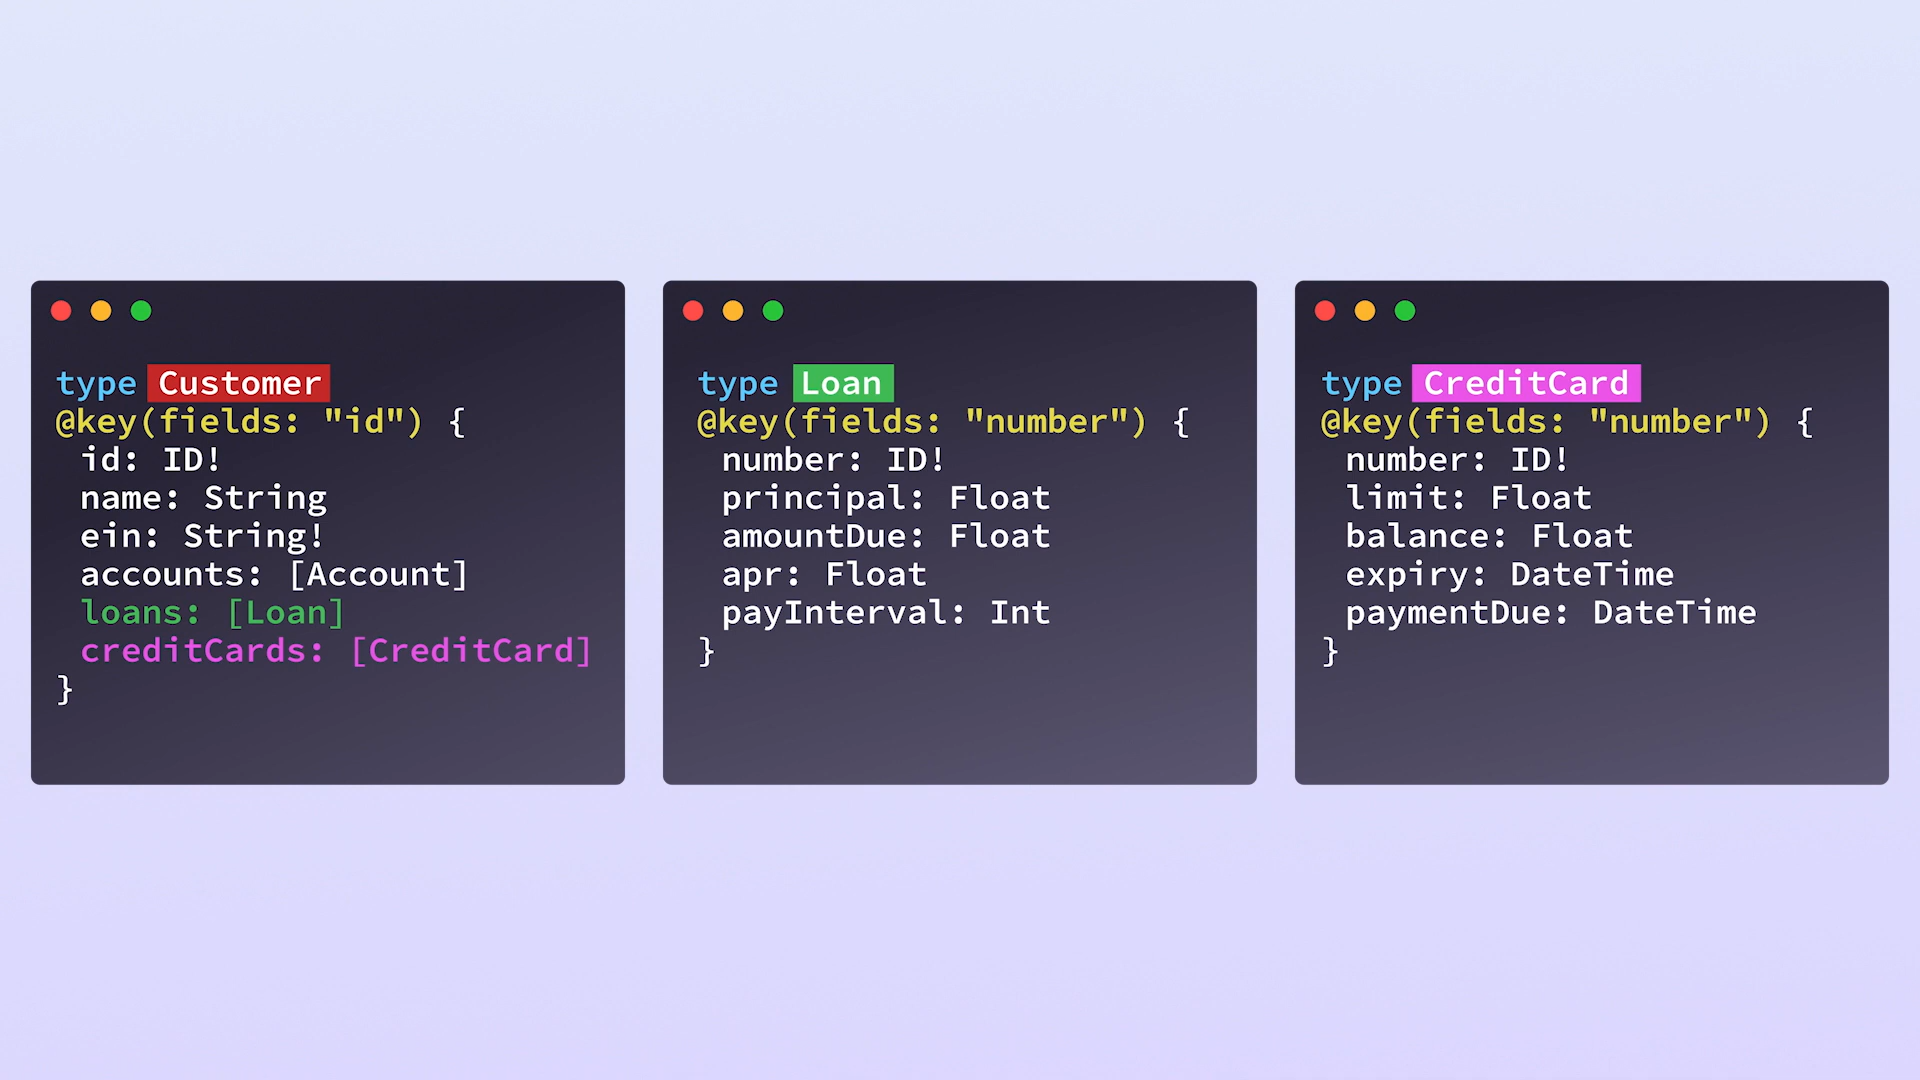 type Customer
@key(fields: "id") {
id: ID!
name: String
ein: String!
accounts: [Account]
loans: [Loan]
creditCards: [CreditCard]
}
type Loan
@key(fields: "number") {
number: ID!
principal: Float
amountDue: Float
apr: Float
payInterval: Int
}
type CreditCard
@key(fields: "number") {
number: ID!
limit: Float
balance: Float
expiry: DateTime
paymentDue: DateTime
}